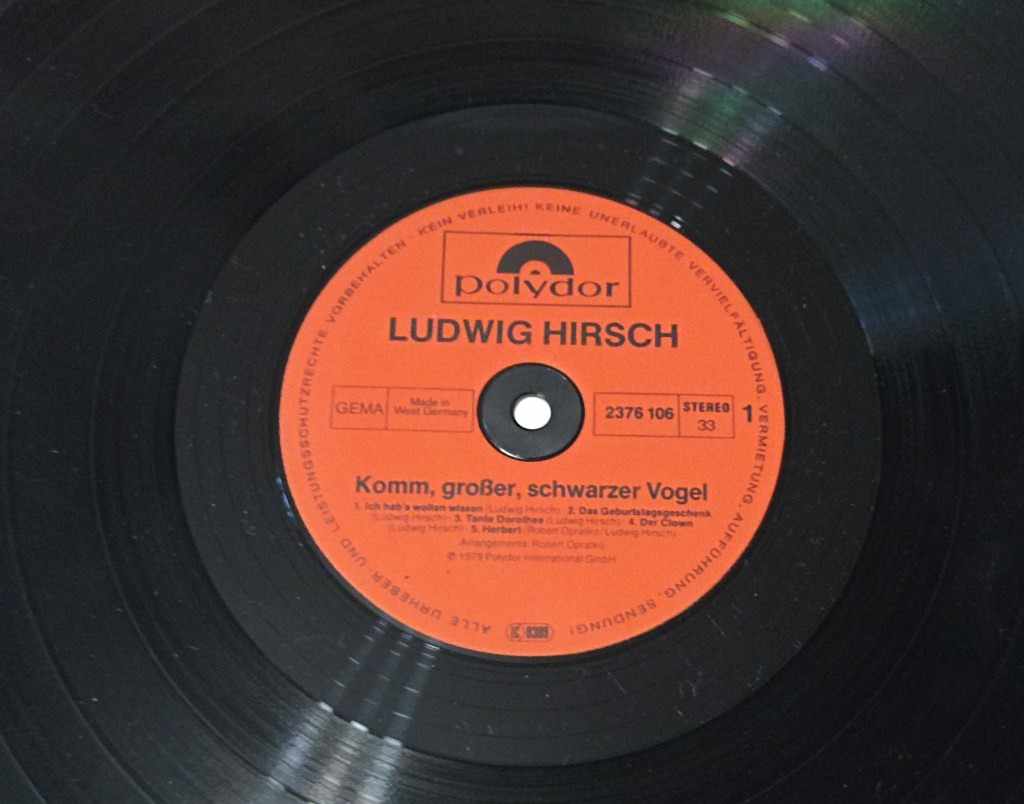 ALLE URHEBER- UND LEISTUNGSSCHUTZRECHTE VORBEHALTEN · KEIN VERLEIH! KEINE UNERLAUBTE VERVIELFÄLTIGUNG, VERMIETUNG, AUFFÜHRUNG, SENDUNG!
polydor
LUDWIG HIRSCH
GEMA
Made in
West Germany
2376 106
STEREO
33
1
Komm, großer, schwarzer Vogel
1. Ich hab's wollen wissen (Ludwig Hirsch) · 2. Das Geburtstagsgeschenk
(Ludwig Hirsch) · 3. Tante Dorothee (Ludwig Hirsch) · 4. Der Clown
(Ludwig Hirsch) · 5. Herbert (Robert Opratko/Ludwig Hirsch)
Arrangements: Robert Opratko
℗ 1979 Polydor International GmbH